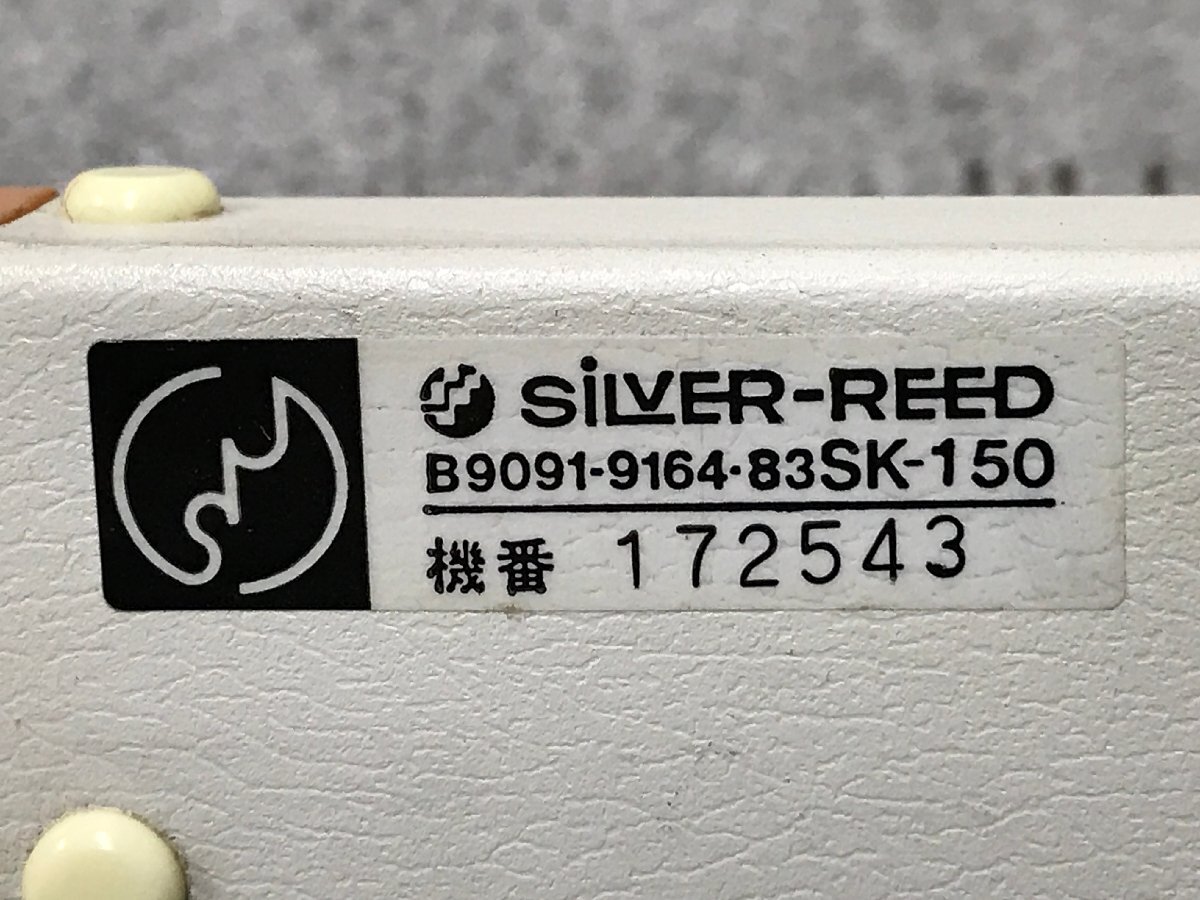 SiLVER-REED
B9091-9164・83SK-150
機番 172543